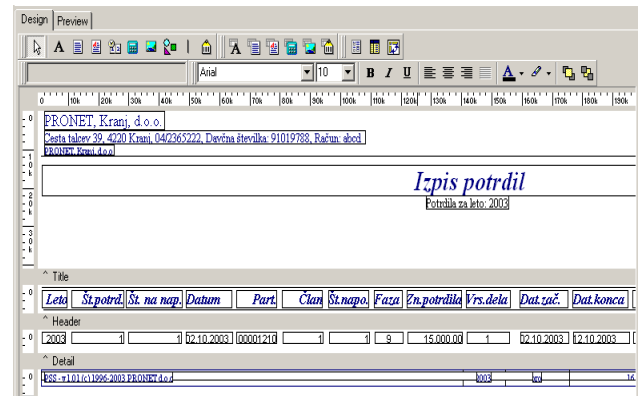 Design Preview
Arial 10 B I U A
0 10k 20k 30k 40k 50k 60k 70k 80k 90k 100k 110k 120k 130k 140k 150k 160k 170k 180k 190k
PRONET, Kranj, d.o.o.
Cesta talcev 39, 4220 Kranj, 04/2365222, Davčna številka: 91019788, Račun: abcd
PRONET, Kranj, d.o.o.
Izpis potrdil
Potrdila za leto: 2003
^ Title
Leto Št.potrd. Št. na nap. Datum Part. Član Št.napo. Faza Zn.potrdila Vrs.dela Dat.zač. Dat.konca
^ Header
2003 1 1 02.10.2003 00001210 1 1 9 15,000.00 1 02.10.2003 12.10.2003
^ Detail
PSS - v1.01 (c) 1996-2003 PRONET d.o.o. 2003 16